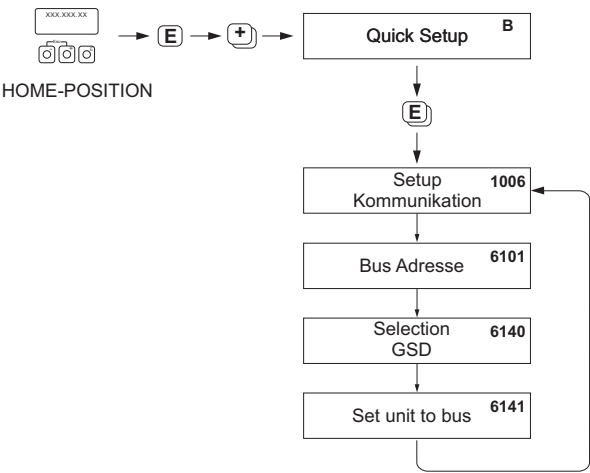 xxx.xxx.xx
Esc
E
+
Quick Setup
B
HOME-POSITION
E
Setup
Kommunikation
1006
Bus Adresse
6101
Selection
GSD
6140
Set unit to bus
6141